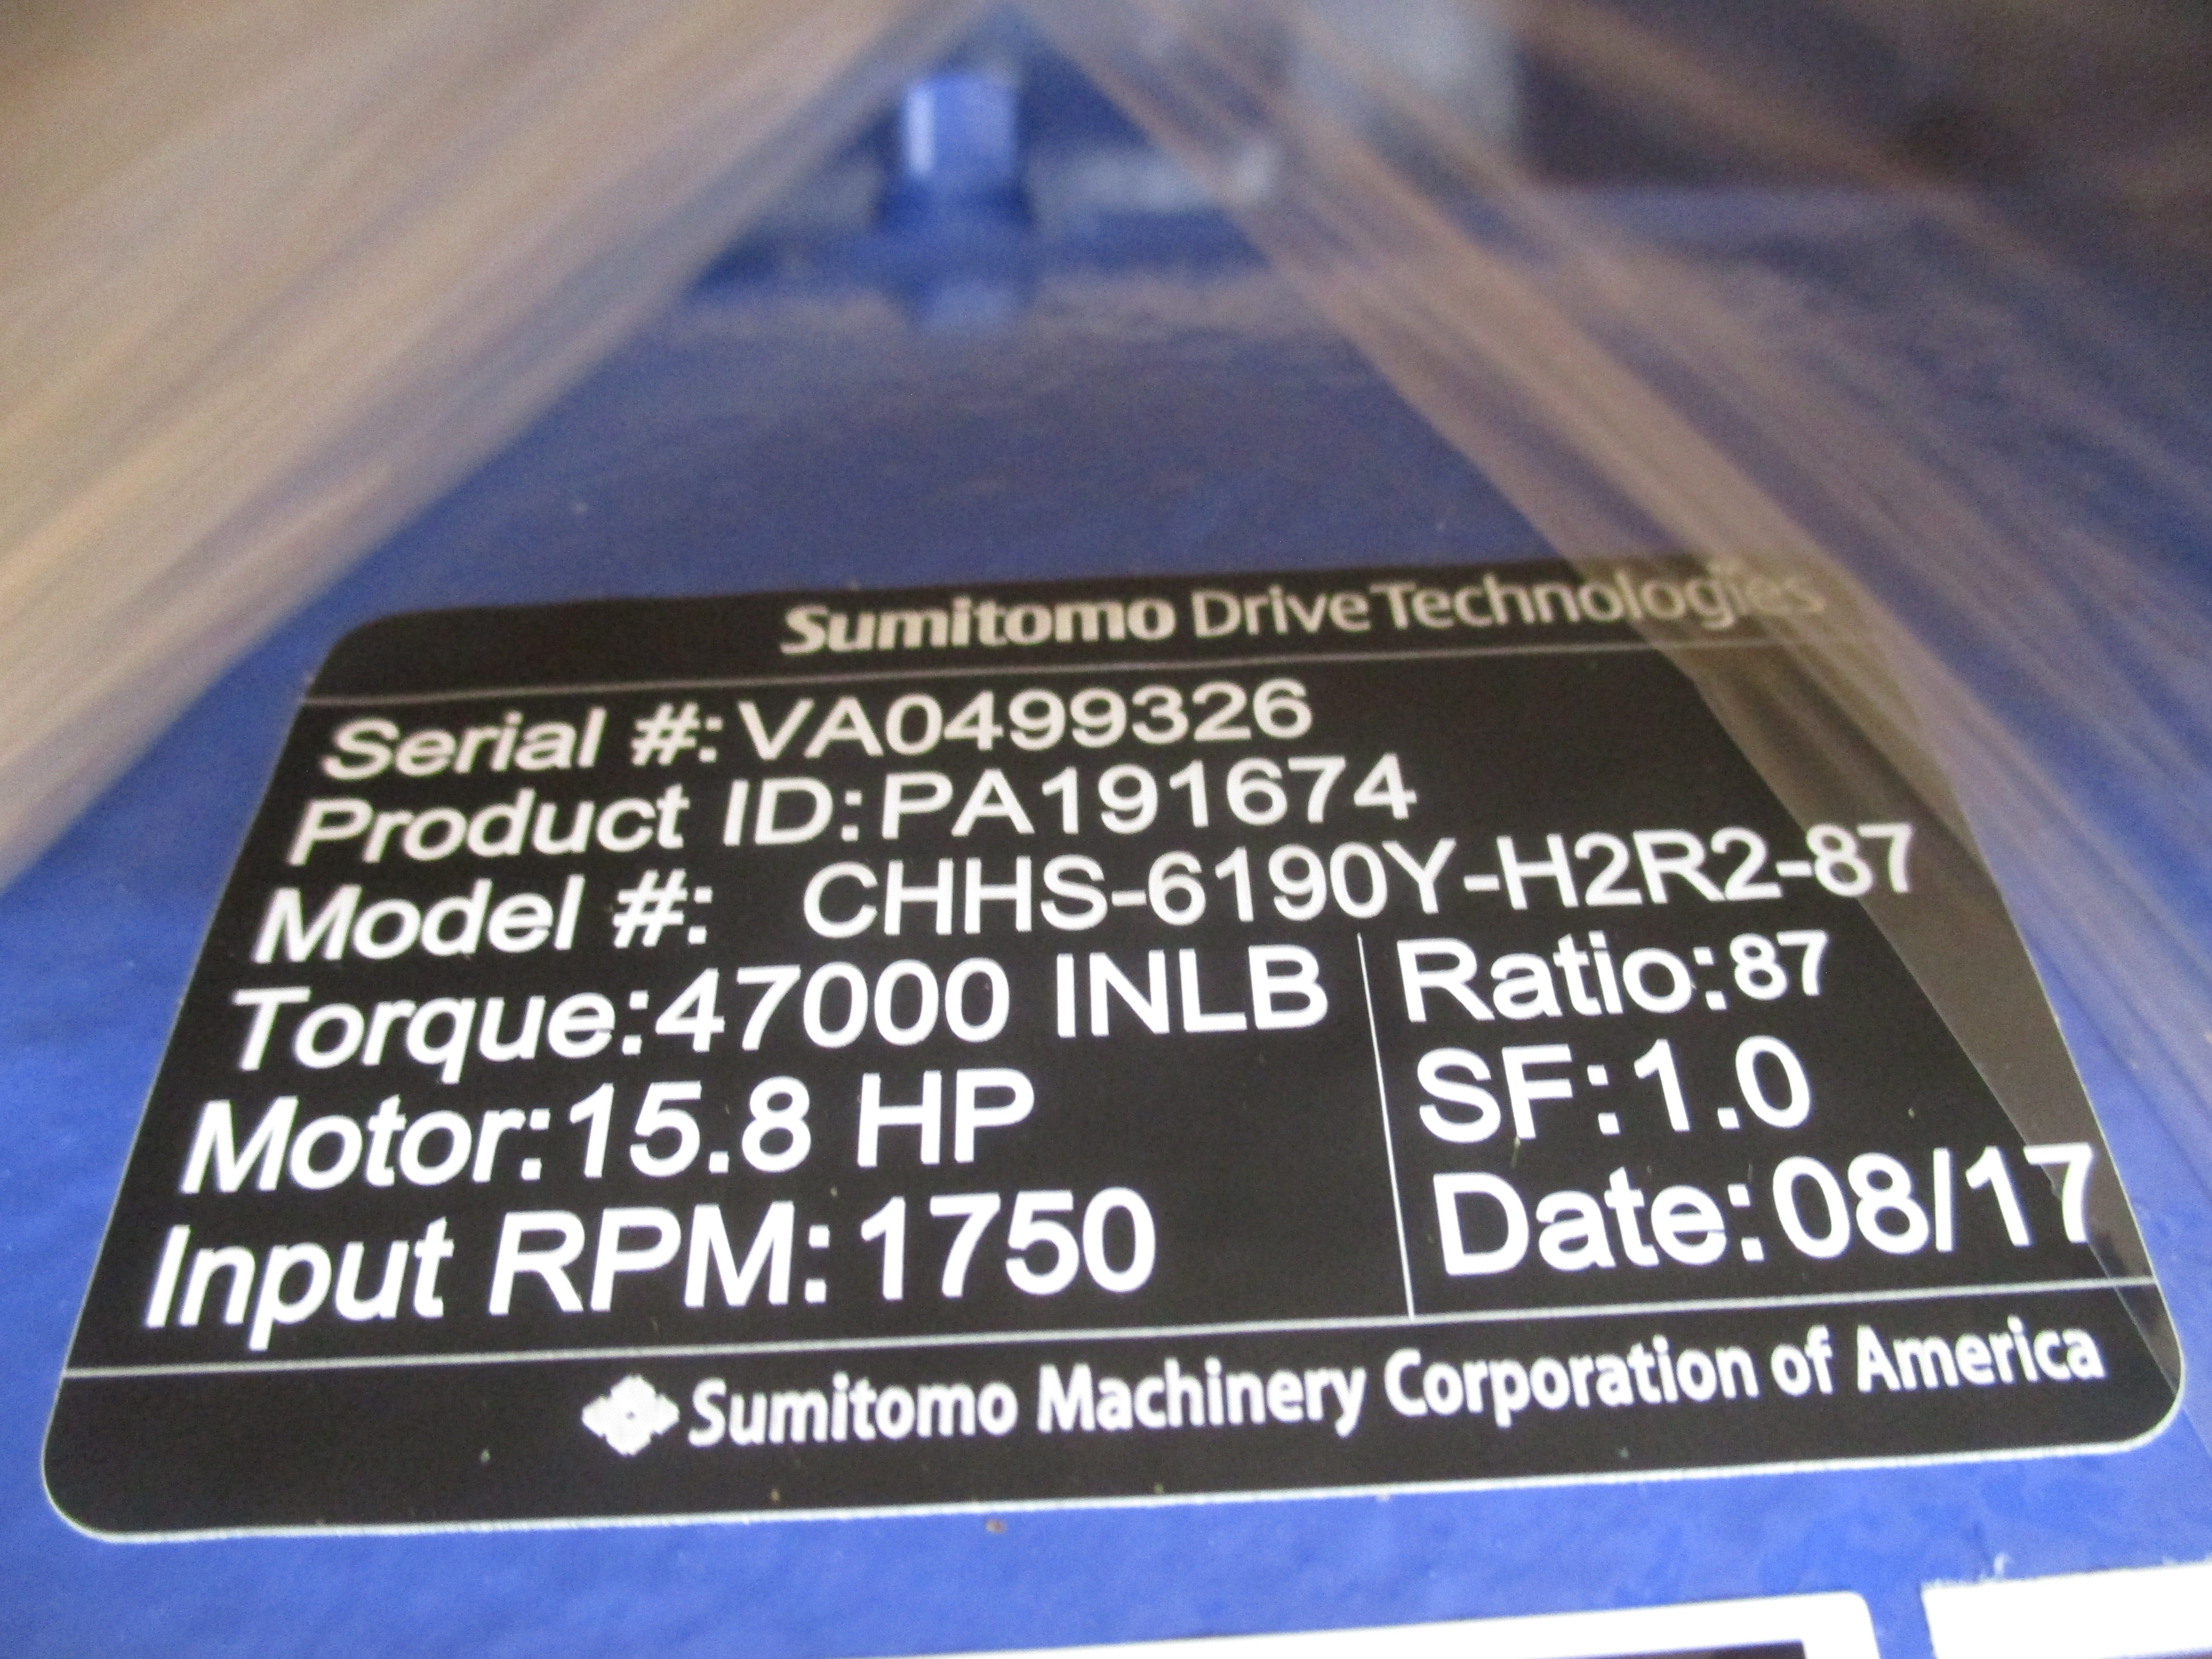 Sumitomo Drive Technologies
Serial #: VA0499326
Product ID: PA191674
Model #: CHHS-6190Y-H2R2-87
Torque: 47000 INLB
Ratio: 87
Motor: 15.8 HP
SF: 1.0
Input RPM: 1750
Date: 08/17
Sumitomo Machinery Corporation of America